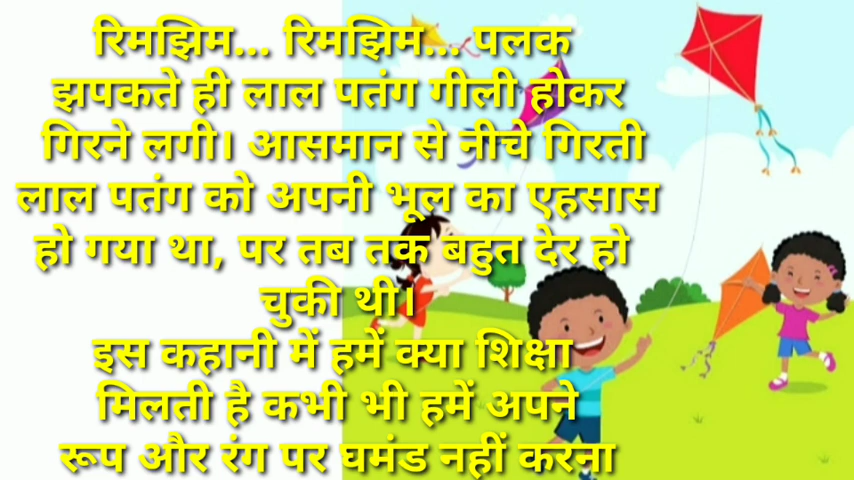 रिमझिम... रिमझिम... पलक
झपकते ही लाल पतंग गीली होकर
गिरने लगी। आसमान से नीचे गिरती
लाल पतंग को अपनी भूल का एहसास
हो गया था, पर तब तक बहुत देर हो
चुकी थी।
इस कहानी में हमें क्या शिक्षा
मिलती है कभी भी हमें अपने
रूप और रंग पर घमंड नहीं करना